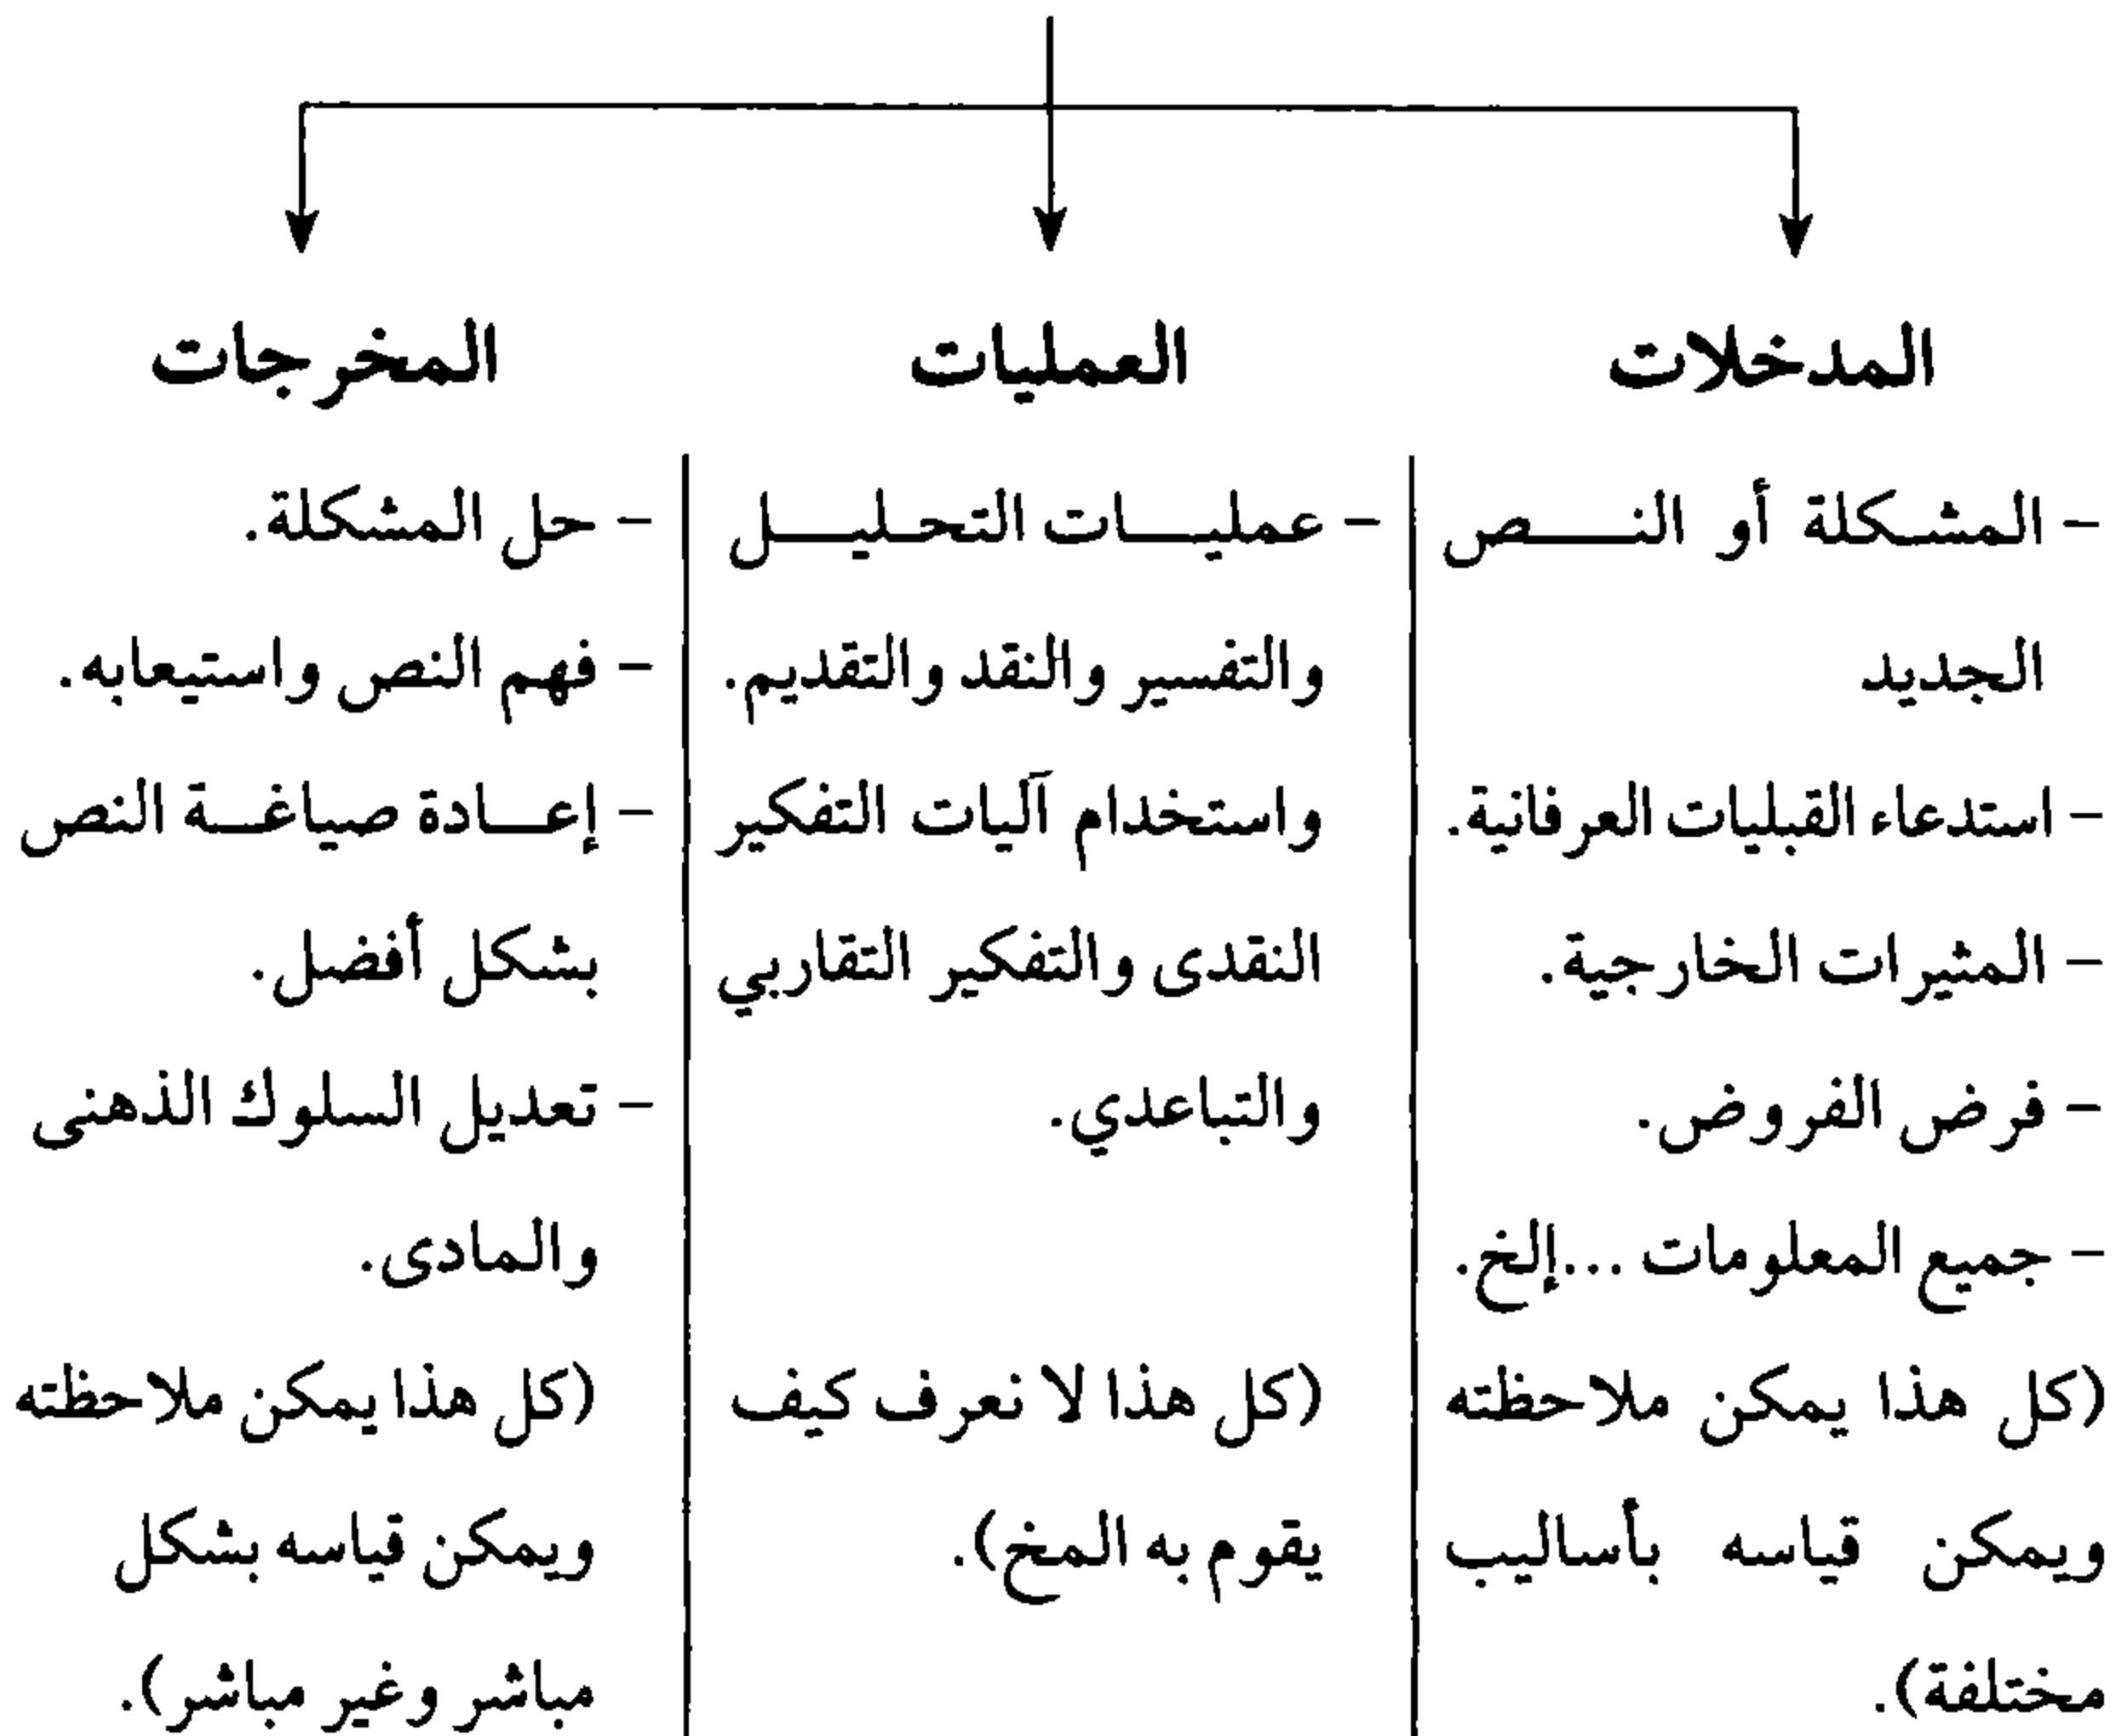 المدخلات
- المشكلة أو النص
الجديد
- استدعاء القبليات العرفانية.
- المثيرات الخارجية.
- فرض الفروض.
- جميع المعلومات ...إلخ.
(كل هذا يمكن ملاحظته
ويمكن قياسه بأساليب
مختلفة).
العمليات
- عمليات التحليل
والتفسير والنقد والتقديم.
واستخدام آليات التفكير
النقدى والتفكير التقاربي
والتباعدي.
(كل هذا لا نعرف كيف
يقوم به المخ).
المخرجات
- حل المشكلة.
- فهم النص واستيعابه.
- إعادة صياغة النص
بشكل أفضل.
- تعديل السلوك الذهنى
والمادى.
(كل هذا يمكن ملاحظته
ويمكن قياسه بشكل
مباشر وغير مباشر).